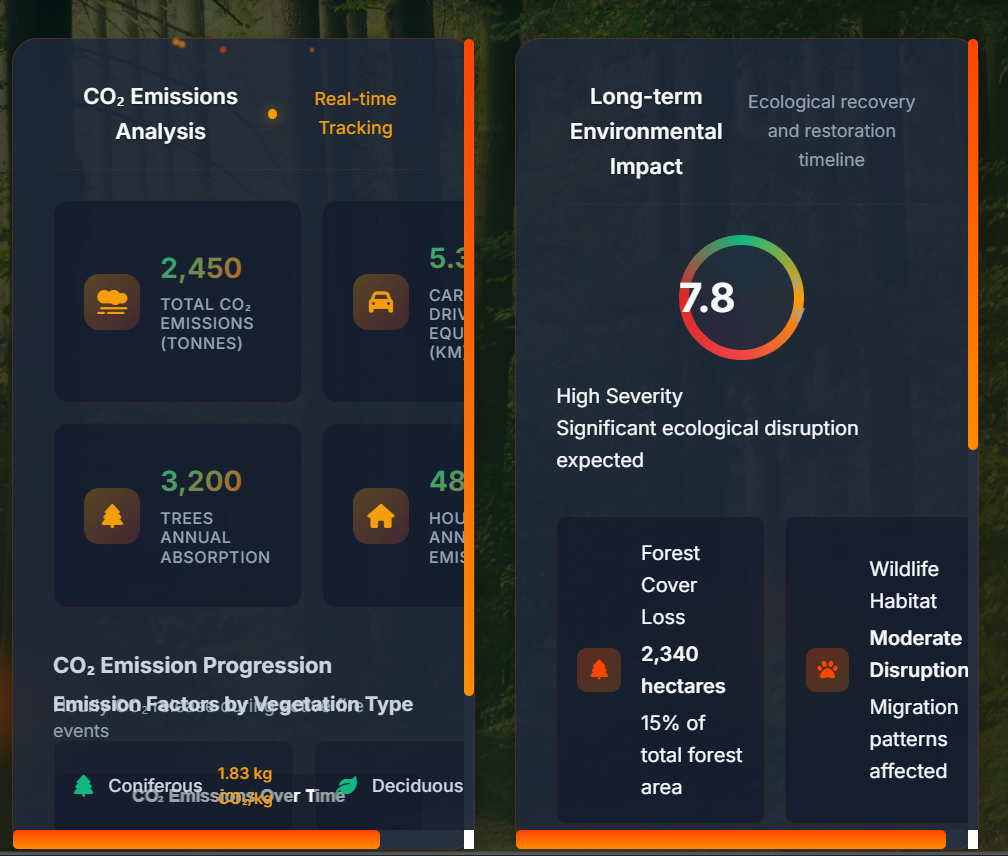 CO₂ Emissions
Analysis
Real-time
Tracking
2,450
TOTAL CO₂
EMISSIONS
(TONNES)
5.3
CAR
DRIV
EQU
(KM)
3,200
TREES
ANNUAL
ABSORPTION
48
HOU
ANN
EMIS
CO₂ Emission Progression
Emission Factors by Vegetation Type
events
Coniferous
1.83 kg
CO₂/kg
Deciduous
CO₂ Emissions Over Time
Long-term
Environmental
Impact
Ecological recovery
and restoration
timeline
7.8
High Severity
Significant ecological disruption
expected
Forest
Cover
Loss
2,340
hectares
15% of
total forest
area
Wildlife
Habitat
Moderate
Disruption
Migration
patterns
affected